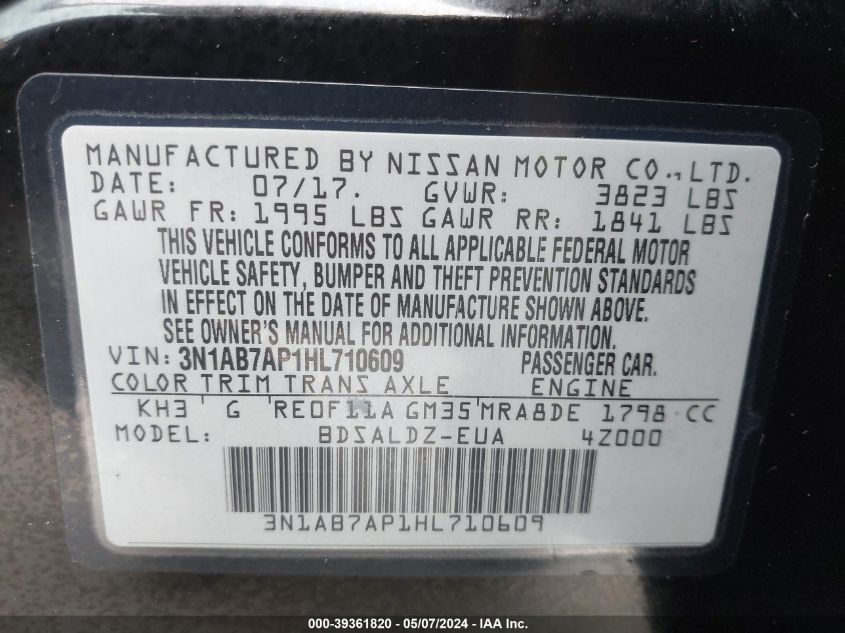 MANUFACTURED BY NISSAN MOTOR CO., LTD.
DATE: 07/17. GVWR: 3823 LBS
GAWR FR: 1995 LBS GAWR RR: 1841 LBS
THIS VEHICLE CONFORMS TO ALL APPLICABLE FEDERAL MOTOR
VEHICLE SAFETY, BUMPER AND THEFT PREVENTION STANDARDS
IN EFFECT ON THE DATE OF MANUFACTURE SHOWN ABOVE.
SEE OWNER'S MANUAL FOR ADDITIONAL INFORMATION.
VIN: 3N1AB7AP1HL710609 PASSENGER CAR.
COLOR TRIM TRANS AXLE ENGINE
KH3 ' G 'RE0F11A GM35'MRA8DE 1798 CC
MODEL: BDSALDZ-EUA 4Z000
3N1AB7AP1HL710609
000-39361820 - 05/07/2024 - IAA Inc.